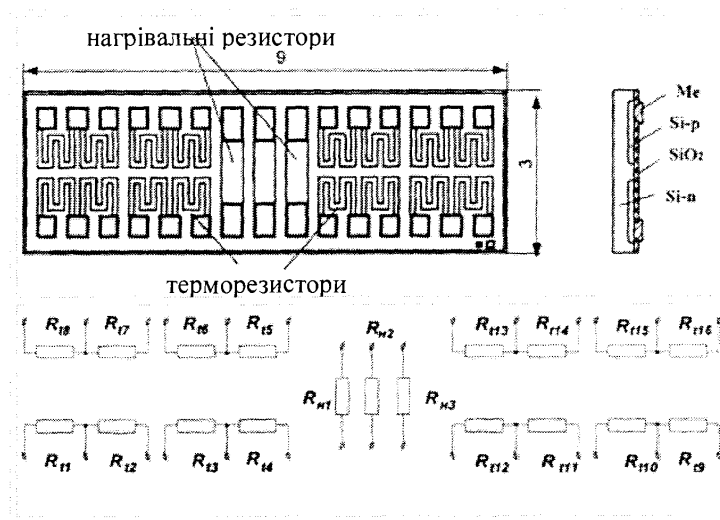 нагрівальні резистори
9
Me
Si-p
SiO₂
Si-n
3
терморезистори
Rt8 Rt7 Rt6 Rt5 Rн2 Rt13 Rt14 Rt15 Rt16
Rн1 Rн3
Rt1 Rt2 Rt3 Rt4 Rt12 Rt11 Rt10 Rt9